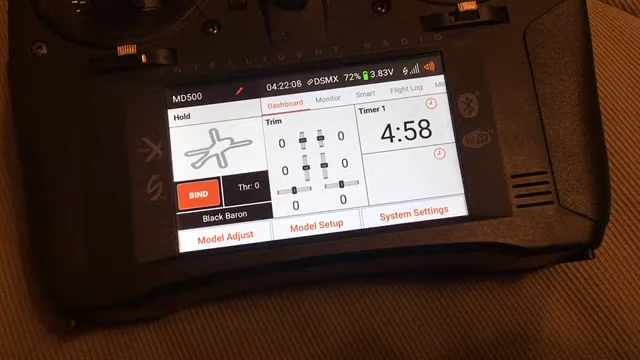 INTELLIGENT RADIO
MD500
04:22:08 DSMX 72% 3.83V
Hold
Dashboard Monitor Smart Flight Log
Trim
Timer 1
4:58
0 0
0 0
0 0
BIND
Thr: 0
Black Baron
Model Adjust
Model Setup
System Settings